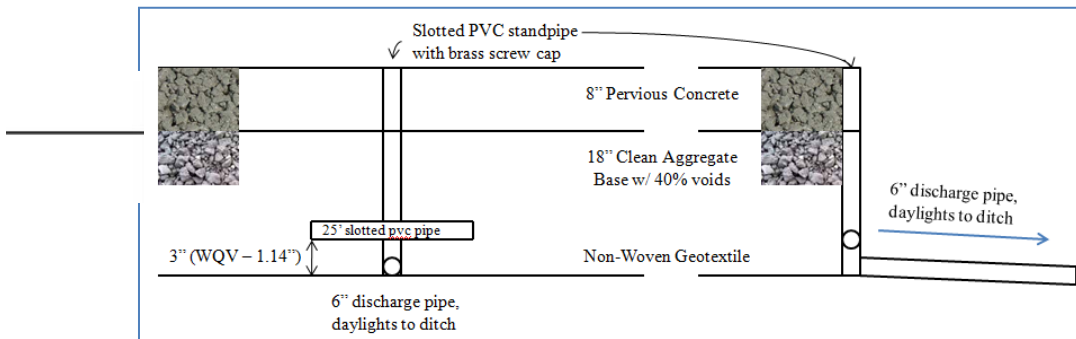 Slotted PVC standpipe
with brass screw cap
8” Pervious Concrete
18” Clean Aggregate
Base w/ 40% voids
6” discharge pipe,
daylights to ditch
25’ slotted pvc pipe
3” (WQV – 1.14”)
Non-Woven Geotextile
6” discharge pipe,
daylights to ditch